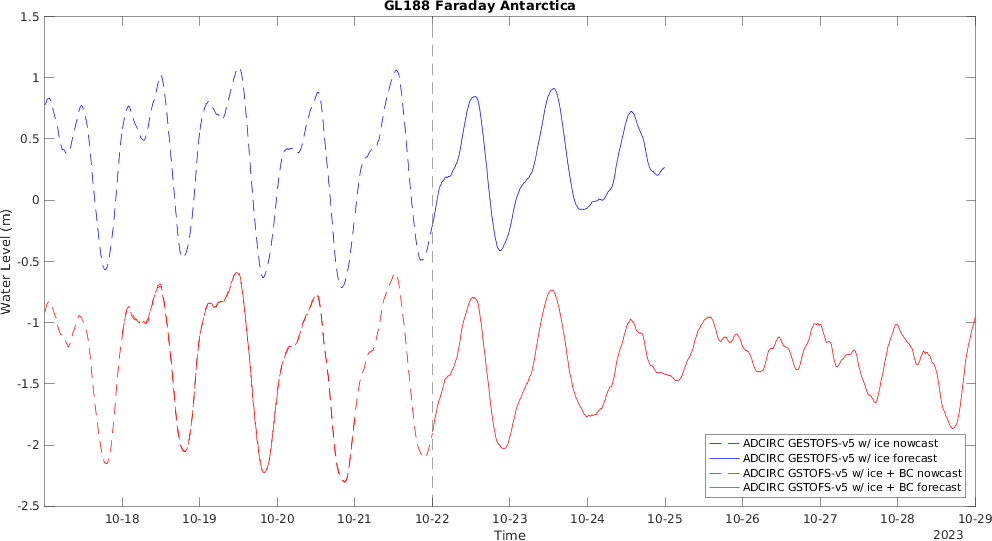 GL188 Faraday Antarctica
1.5
1
0.5
0
-0.5
-1
-1.5
-2
-2.5
Water Level (m)
ADCIRC GESTOFS-v5 w/ ice nowcast
ADCIRC GESTOFS-v5 w/ ice forecast
ADCIRC GSTOFS-v5 w/ ice + BC nowcast
ADCIRC GSTOFS-v5 w/ ice + BC forecast
10-18 10-19 10-20 10-21 10-22 10-23 10-24 10-25 10-26 10-27 10-28 10-29
Time
2023